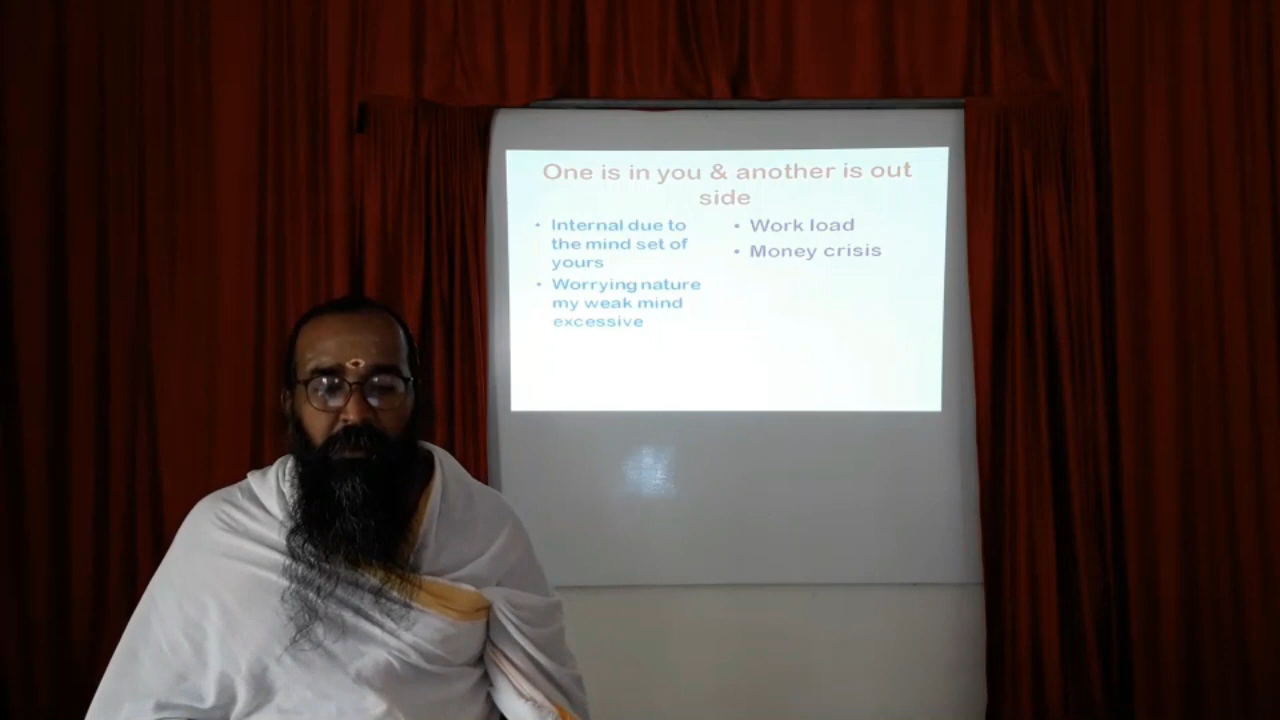 One is in you & another is out
side
• Internal due to
the mind set of
yours
• Worrying nature
my weak mind
excessive
• Work load
• Money crisis